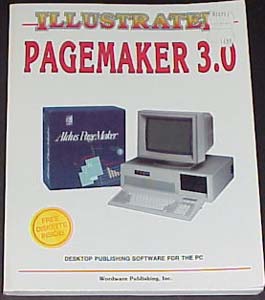 ILLUSTRATED
PAGEMAKER 3.0
Aldus PageMaker
FREE
DISKETTE
INSIDE!
DESKTOP PUBLISHING SOFTWARE FOR THE PC
Wordware Publishing, Inc.